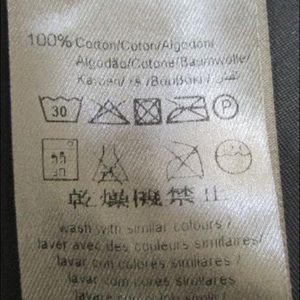 100% Cotton/Coton/Algodón/
Algodão/Cotone/Baumwolle/
30 P
乾燥機禁止
wash with similar colours /
laver avec des couleurs similaires/
lavar con colores similares /
lavar com cores similares